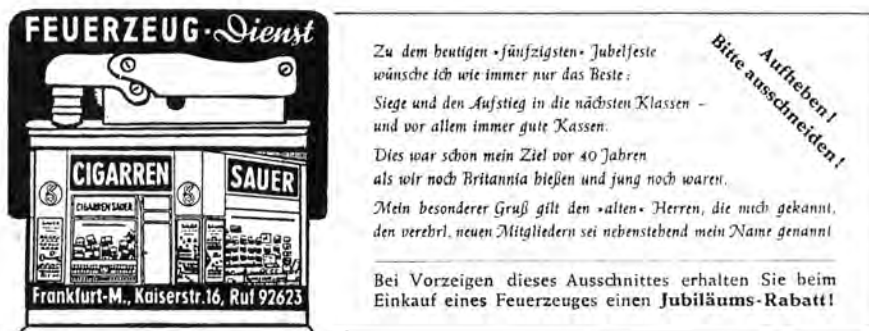 FEUERZEUG-Dienst
CIGARREN
SAUER
CIGARREN SAUER
Frankfurt-M., Kaiserstr.16, Ruf 92623
Zu dem heutigen »fünfzigsten« Jubelfeste
wünsche ich wie immer nur das Beste:
Siege und den Aufstieg in die nächsten Klassen –
und vor allem immer gute Kassen.
Dies war schon mein Ziel vor 40 Jahren
als wir noch Britannia hießen und jung noch waren.
Mein besonderer Gruß gilt den »alten« Herren, die mich gekannt,
den verehrl. neuen Mitgliedern sei nebenstehend mein Name genannt
Aufheben!
Bitte ausschneiden!
Bei Vorzeigen dieses Ausschnittes erhalten Sie beim
Einkauf eines Feuerzeuges einen Jubiläums-Rabatt!